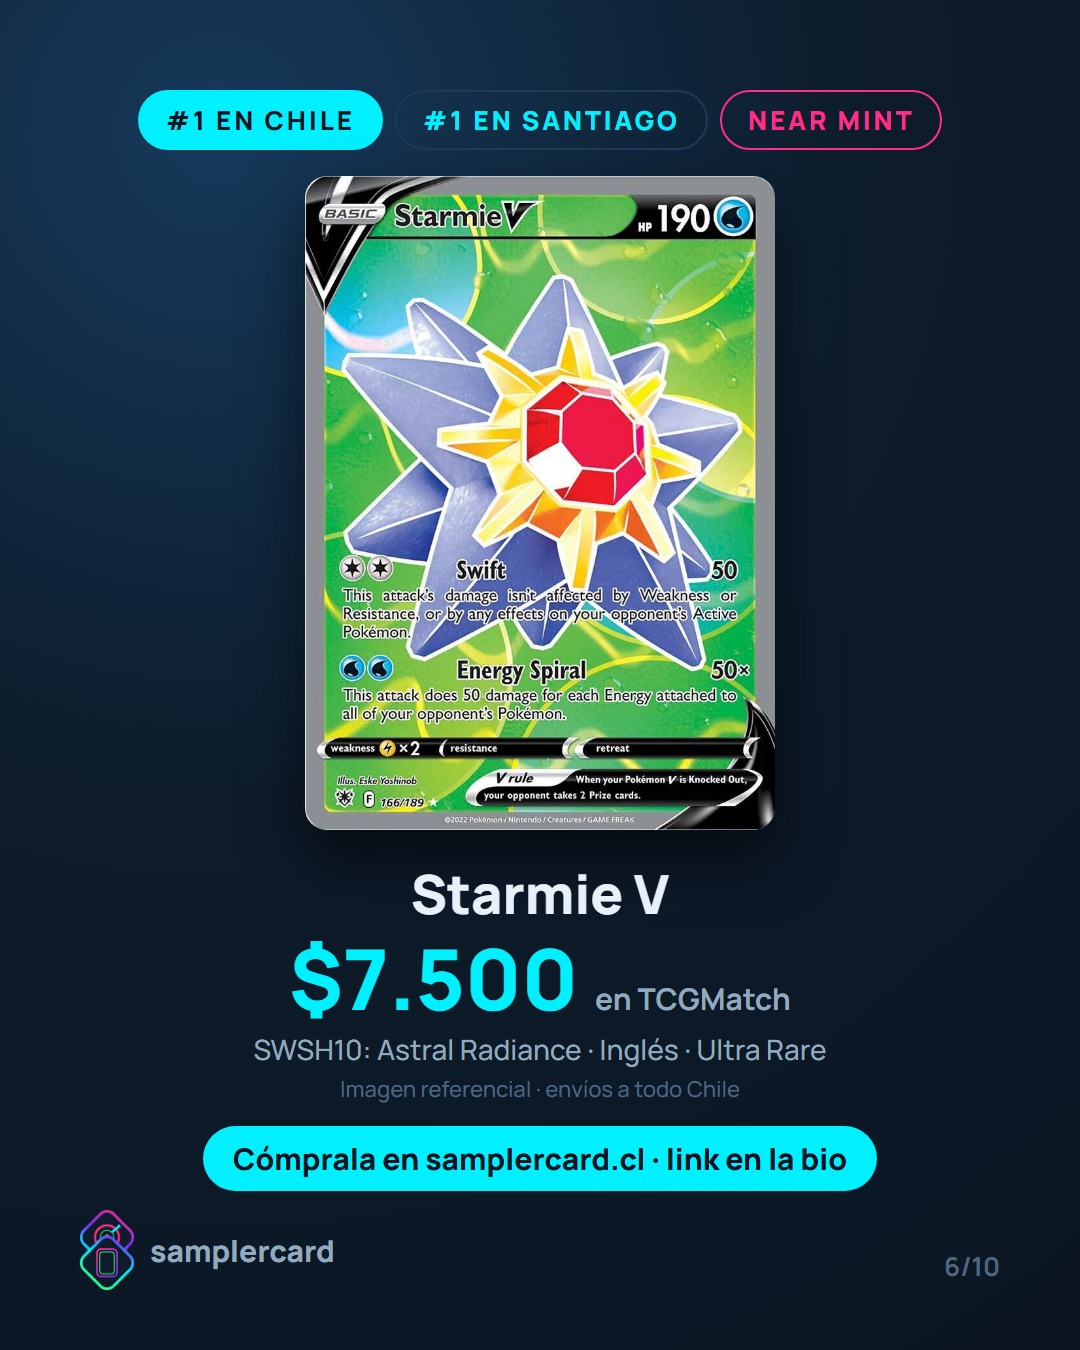 #1 EN CHILE
#1 EN SANTIAGO
NEAR MINT
BASIC
Starmie V
HP 190
Swift 50
This attack's damage isn't affected by Weakness or
Resistance, or by any effects on your opponent's Active
Pokémon.
Energy Spiral 50×
This attack does 50 damage for each Energy attached to
all of your opponent's Pokémon.
weakness ×2 resistance retreat
Illus. Eske Yoshinob
V rule When your Pokémon V is Knocked Out,
your opponent takes 2 Prize cards.
F 166/189
©2022 Pokémon / Nintendo / Creatures / GAME FREAK
Starmie V
$7.500 en TCGMatch
SWSH10: Astral Radiance · Inglés · Ultra Rare
Imagen referencial · envíos a todo Chile
Cómprala en samplercard.cl · link en la bio
samplercard
6/10